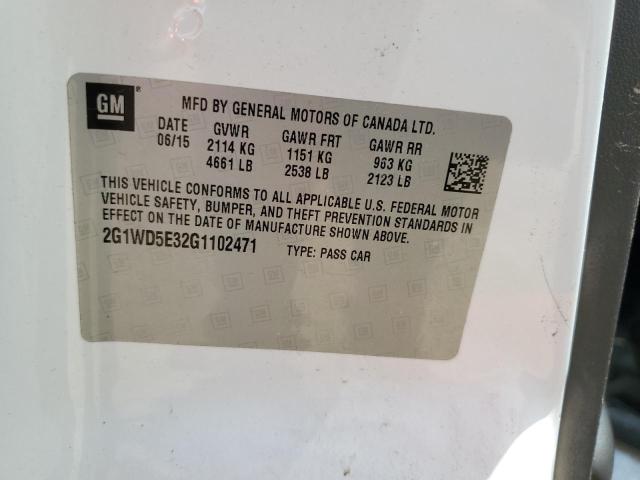 GM ® MFD BY GENERAL MOTORS OF CANADA LTD.
DATE GVWR GAWR FRT GAWR RR
06/15 2114 KG 1151 KG 963 KG
4661 LB 2538 LB 2123 LB
THIS VEHICLE CONFORMS TO ALL APPLICABLE U.S. FEDERAL MOTOR
VEHICLE SAFETY, BUMPER, AND THEFT PREVENTION STANDARDS IN
EFFECT ON THE DATE OF MANUFACTURE SHOWN ABOVE.
2G1WD5E32G1102471 TYPE: PASS CAR